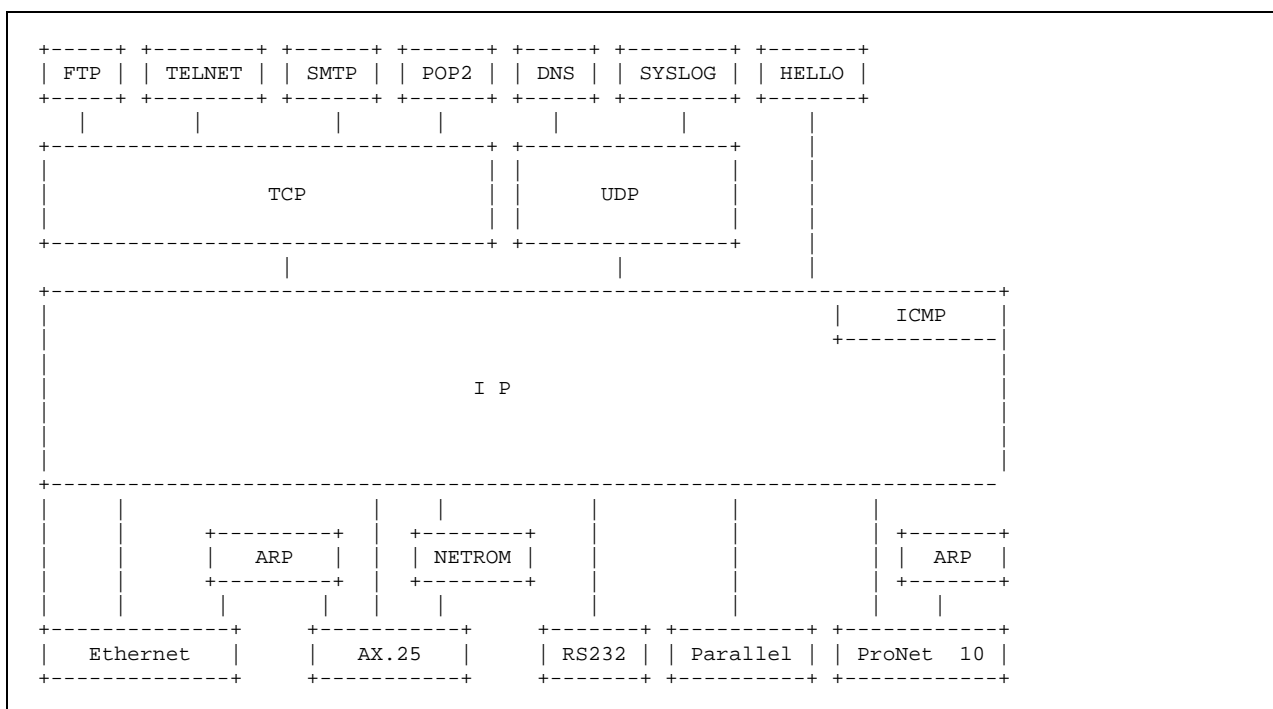 FTP TELNET SMTP POP2 DNS SYSLOG HELLO
TCP UDP
ICMP
I P
ARP NETROM ARP
Ethernet AX.25 RS232 Parallel ProNet 10